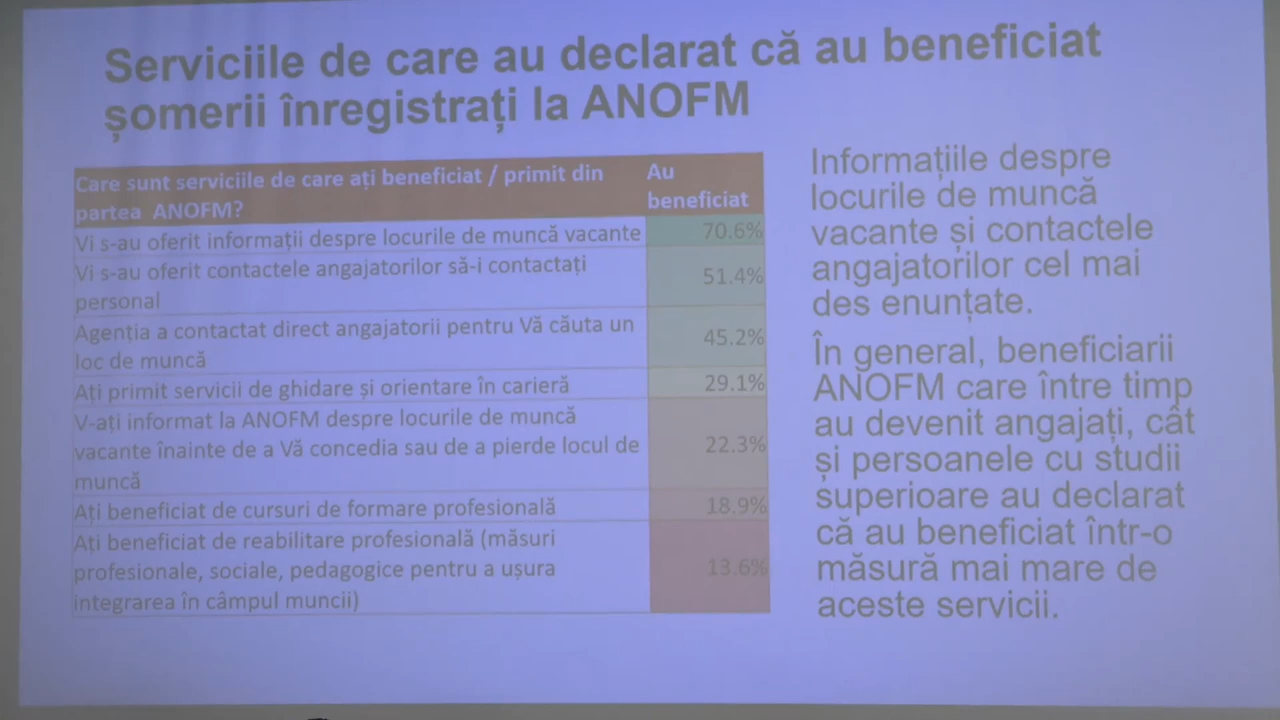 Serviciile de care au declarat că au beneficiat
șomerii înregistrați la ANOFM
Care sunt serviciile de care ați beneficiat / primit din
partea ANOFM?
Au
beneficiat
Vi s-au oferit informații despre locurile de muncă vacante
70.6%
Vi s-au oferit contactele angajatorilor să-i contactați
personal
51.4%
Agenția a contactat direct angajatorii pentru Vă căuta un
loc de muncă
45.2%
Ați primit servicii de ghidare și orientare în carieră
29.1%
V-ați informat la ANOFM despre locurile de muncă
vacante înainte de a Vă concedia sau de a pierde locul de
muncă
22.3%
Ați beneficiat de cursuri de formare profesională
18.9%
Ați beneficiat de reabilitare profesională (măsuri
profesionale, sociale, pedagogice pentru a ușura
integrarea în câmpul muncii)
13.6%
Informațiile despre
locurile de muncă
vacante și contactele
angajatorilor cel mai
des enunțate.
În general, beneficiarii
ANOFM care între timp
au devenit angajați, cât
și persoanele cu studii
superioare au declarat
că au beneficiat într-o
măsură mai mare de
aceste servicii.